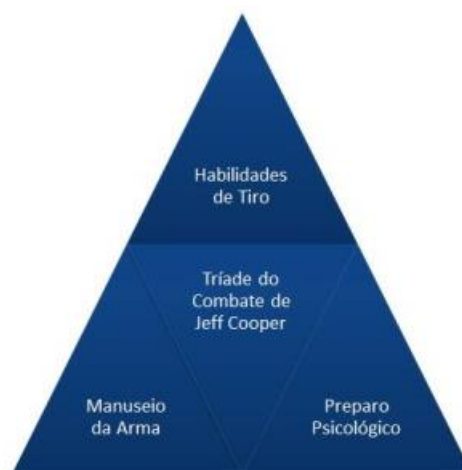 Habilidades
de Tiro
Tríade do
Combate de
Jeff Cooper
Manuseio
da Arma
Preparo
Psicológico